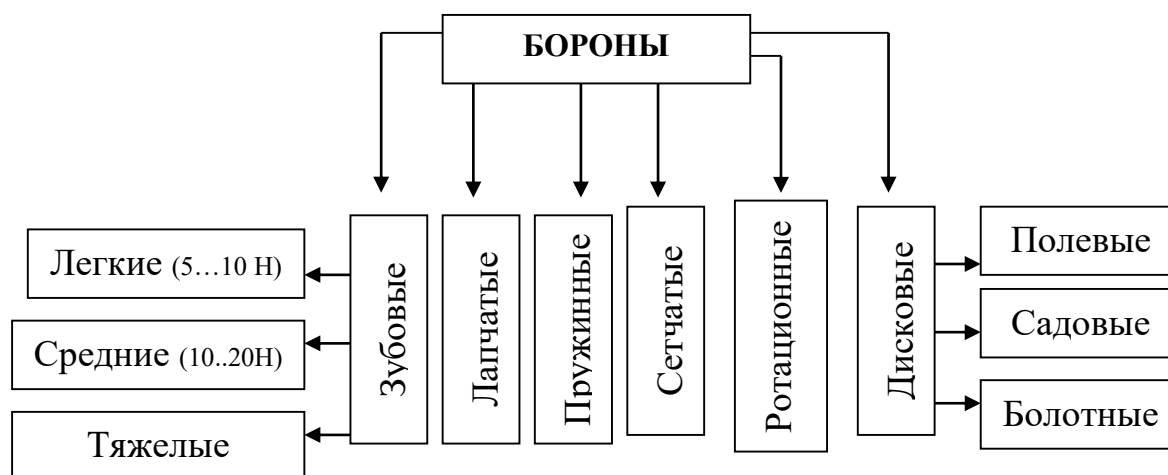 БОРОНЫ
Легкие (5…10 Н)
Средние (10..20Н)
Тяжелые
Зубовые
Лапчатые
Пружинные
Сетчатые
Ротационные
Дисковые
Полевые
Садовые
Болотные